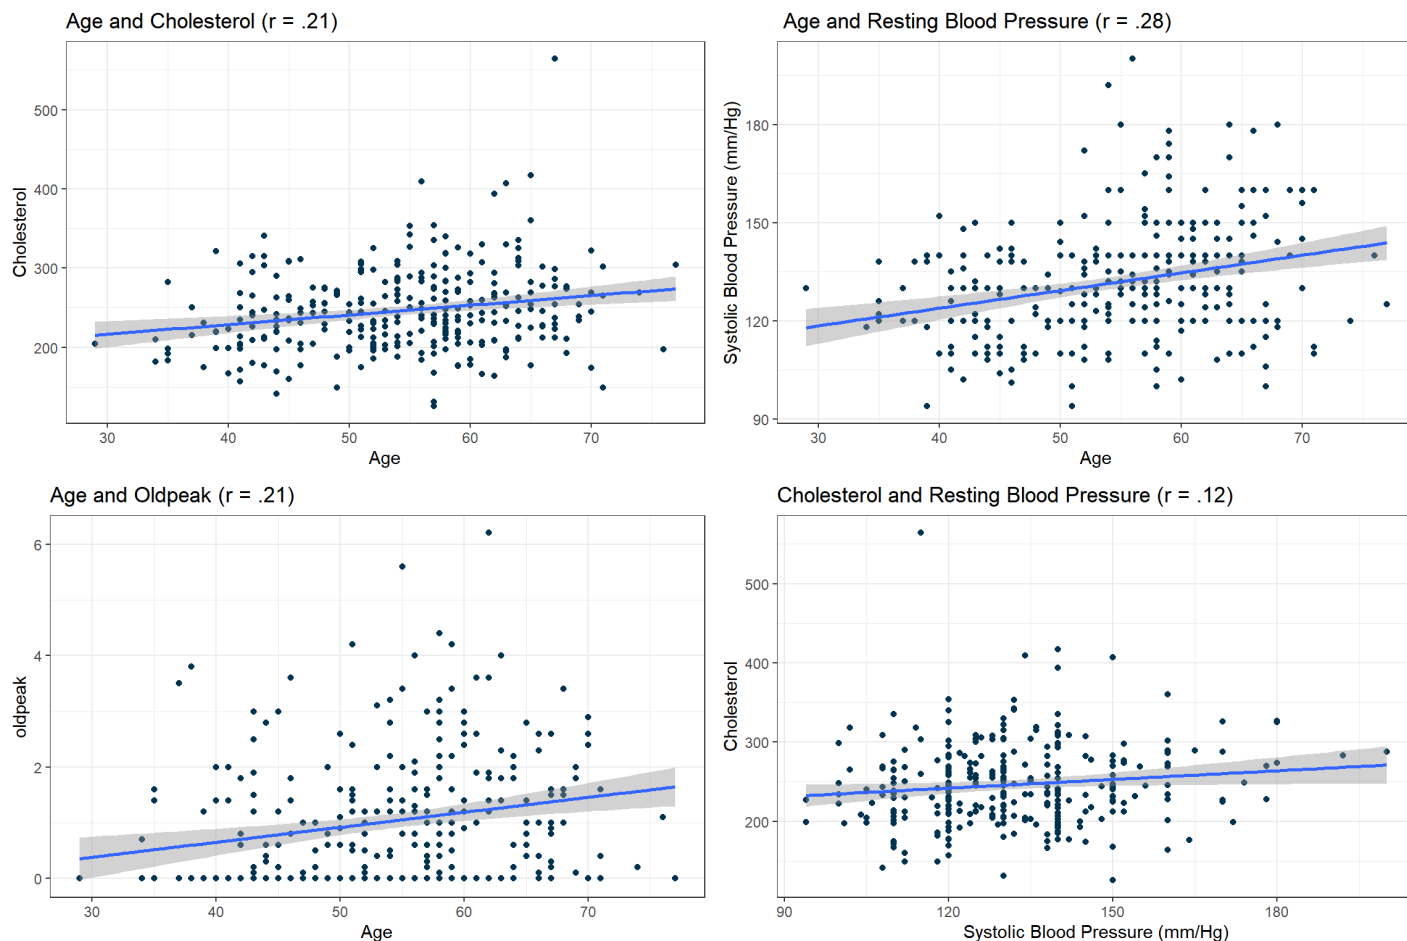 Age and Cholesterol (r = .21)
500
400
300
200
Cholesterol
30 40 50 60 70
Age
Age and Resting Blood Pressure (r = .28)
180
150
120
90
Systolic Blood Pressure (mm/Hg)
30 40 50 60 70
Age
Age and Oldpeak (r = .21)
6
4
2
0
oldpeak
30 40 50 60 70
Age
Cholesterol and Resting Blood Pressure (r = .12)
500
400
300
200
Cholesterol
90 120 150 180
Systolic Blood Pressure (mm/Hg)